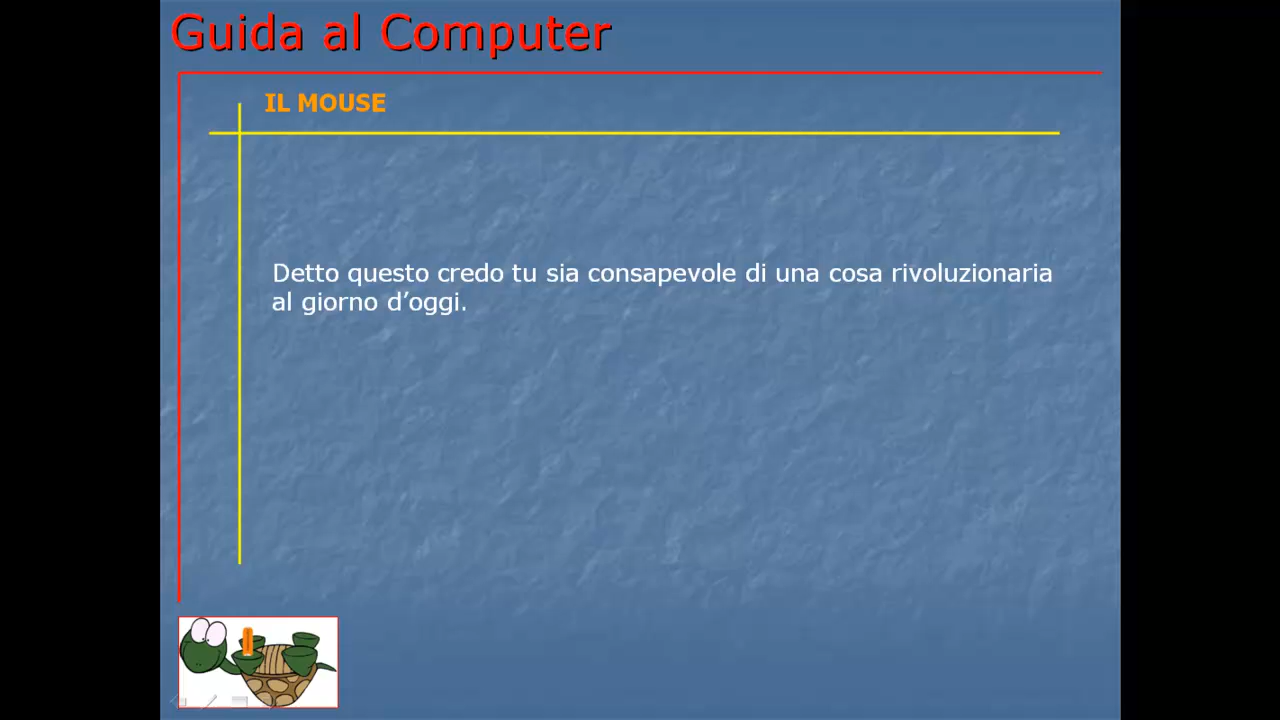 Guida al Computer
IL MOUSE
Detto questo credo tu sia consapevole di una cosa rivoluzionaria
al giorno d’oggi.